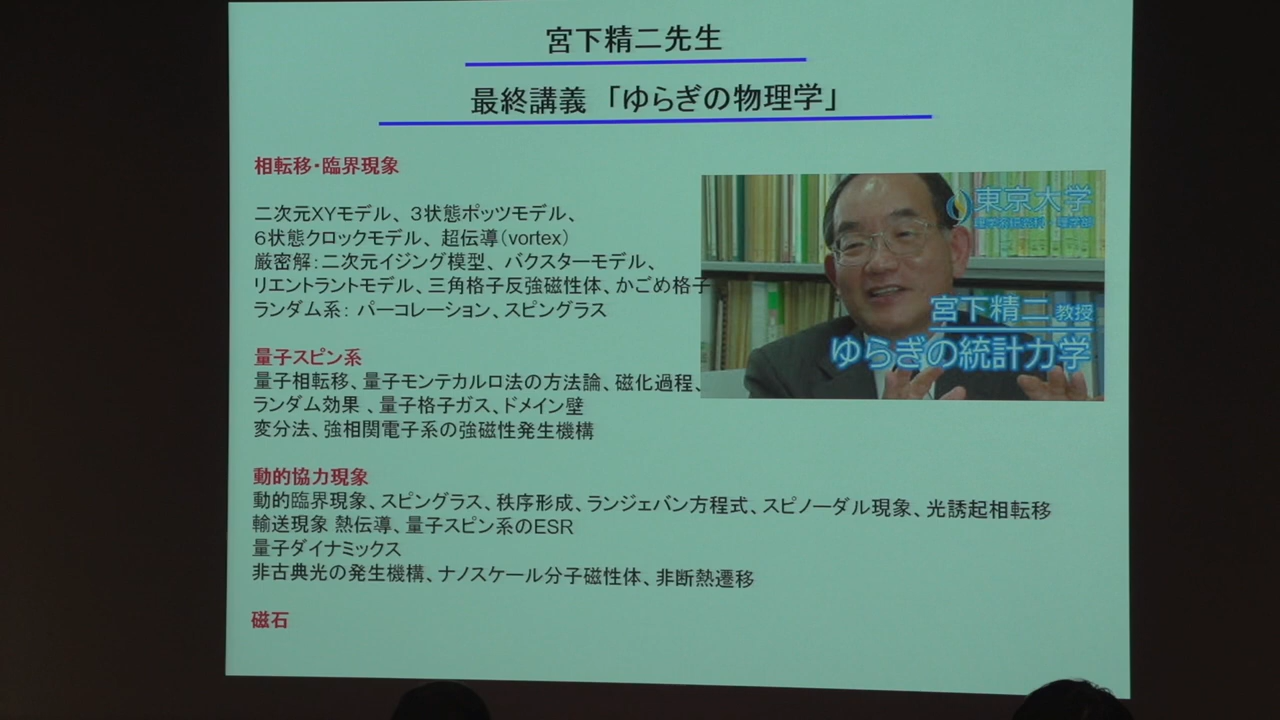 宮下精二先生
最終講義 「ゆらぎの物理学」
相転移・臨界現象
二次元XYモデル、３状態ポッツモデル、
６状態クロックモデル、超伝導（vortex）
厳密解：二次元イジング模型、バクスターモデル、
リエントラントモデル、三角格子反強磁性体、かごめ格子
ランダム系： パーコレーション、スピングラス
東京大学
宮下精二 教授
ゆらぎの統計力学
量子スピン系
量子相転移、量子モンテカルロ法の方法論、磁化過程、
ランダム効果 、量子格子ガス、ドメイン壁
変分法、強相関電子系の強磁性発生機構
動的協力現象
動的臨界現象、スピングラス、秩序形成、ランジェバン方程式、スピノーダル現象、光誘起相転移
輸送現象 熱伝導、量子スピン系のESR
量子ダイナミックス
非古典光の発生機構、ナノスケール分子磁性体、非断熱遷移
磁石